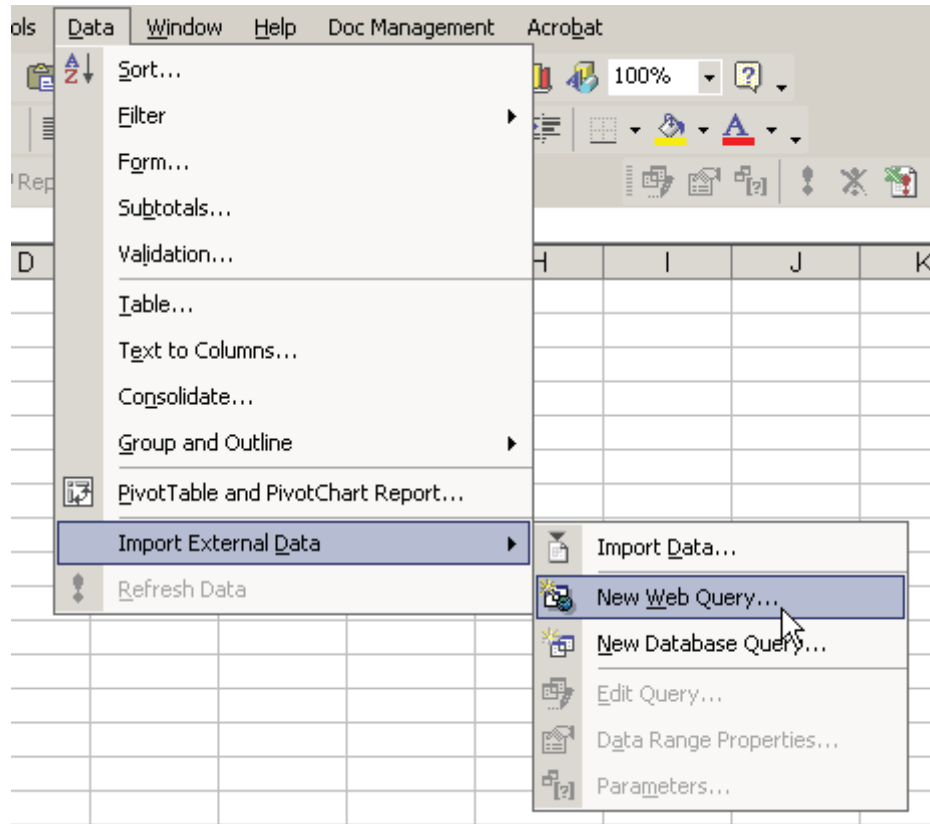 ols Data Window Help Doc Management Acrobat
Sort...
100%
Filter
Form...
Rep
Subtotals...
Validation...
D H I J K
Table...
Text to Columns...
Consolidate...
Group and Outline
PivotTable and PivotChart Report...
Import External Data
Import Data...
Refresh Data
New Web Query...
New Database Query...
Edit Query...
Data Range Properties...
Parameters...